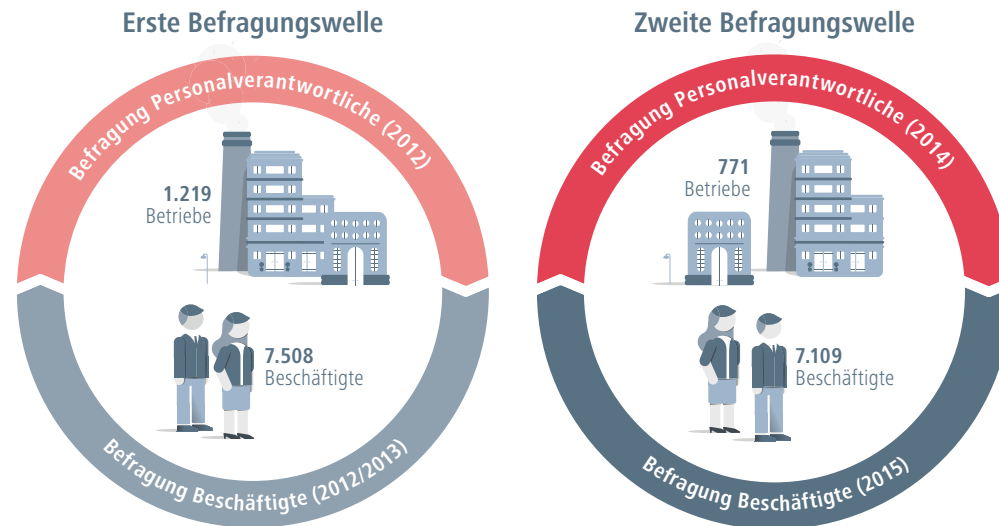 Erste Befragungswelle
Befragung Personalverantwortliche (2012)
1.219
Betriebe
7.508
Beschäftigte
Befragung Beschäftigte (2012/2013)
Zweite Befragungswelle
Befragung Personalverantwortliche (2014)
771
Betriebe
7.109
Beschäftigte
Befragung Beschäftigte (2015)